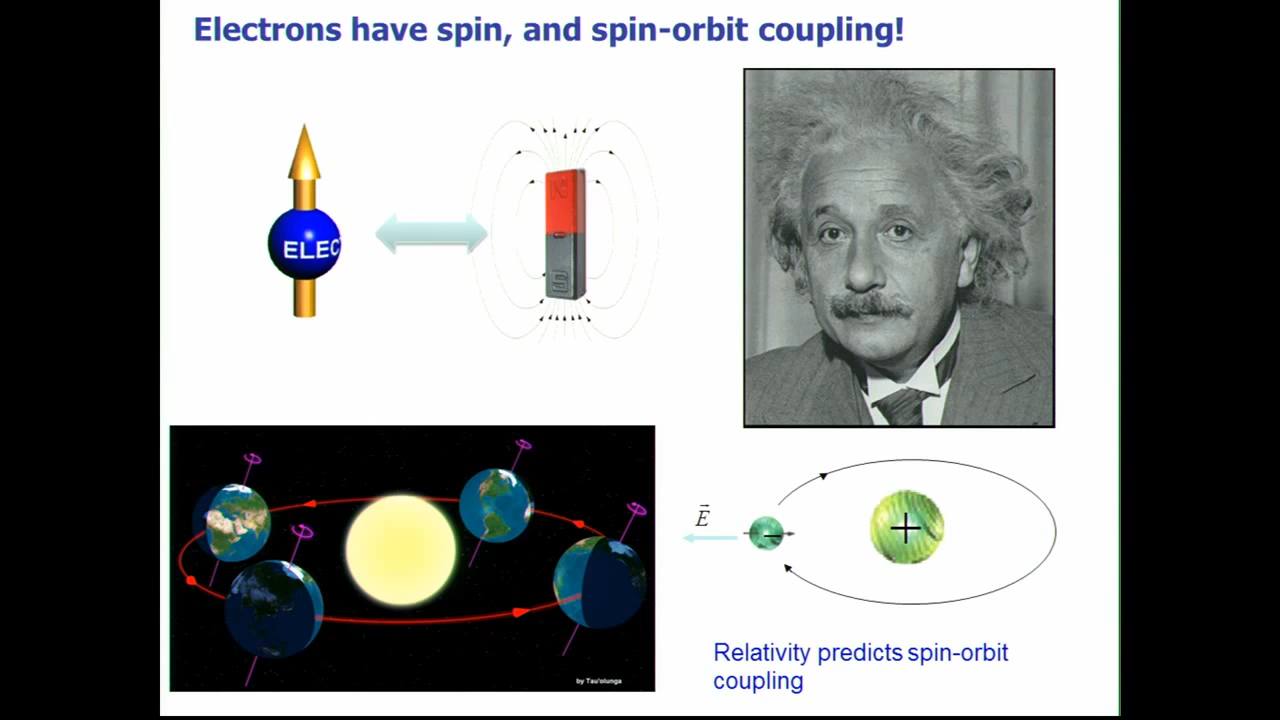 Electrons have spin, and spin-orbit coupling!
ELEC
N
S
E
−
+
by Tau'olunga
Relativity predicts spin-orbit
coupling